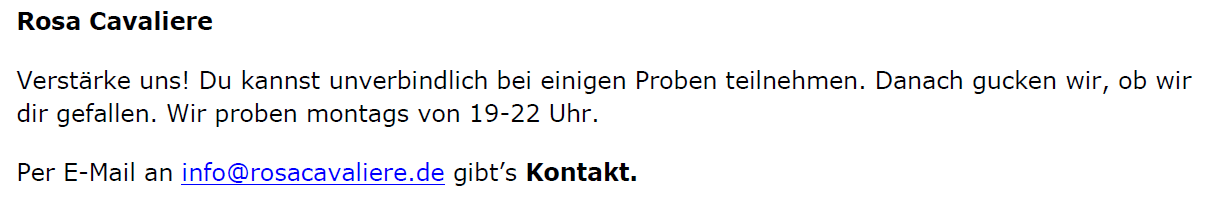 Rosa Cavaliere
Verstärke uns! Du kannst unverbindlich bei einigen Proben teilnehmen. Danach gucken wir, ob wir
dir gefallen. Wir proben montags von 19-22 Uhr.
Per E-Mail an info@rosacavaliere.de gibt’s Kontakt.